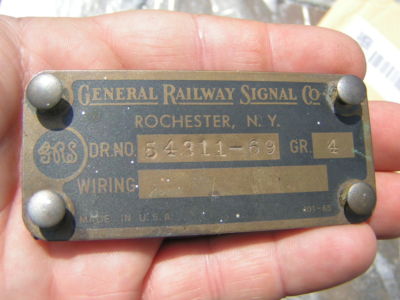 GENERAL RAILWAY SIGNAL CO
ROCHESTER, N.Y.
GRS
DR.NO. 54311-69 GR. 4
WIRING
MADE IN U.S.A.